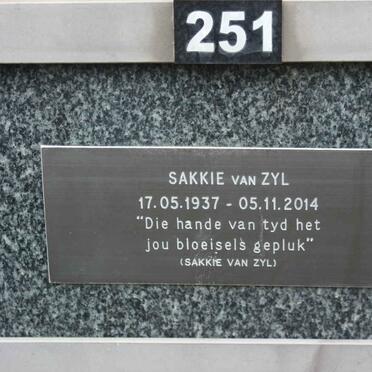 251
SAKKIE VAN ZYL
17.05.1937 - 05.11.2014
"Die hande van tyd het
jou bloeisels gepluk"
(SAKKIE VAN ZYL)